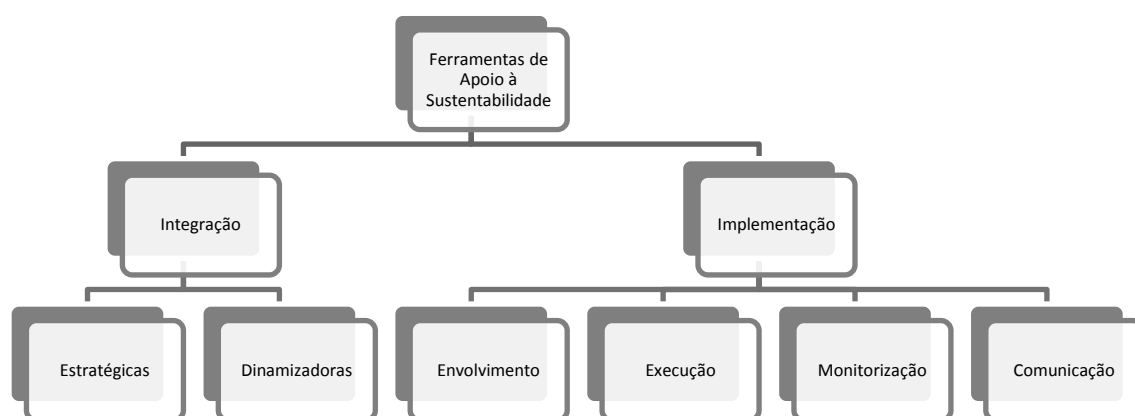 Ferramentas de
Apoio à
Sustentabilidade
Integração
Implementação
Estratégicas
Dinamizadoras
Envolvimento
Execução
Monitorização
Comunicação